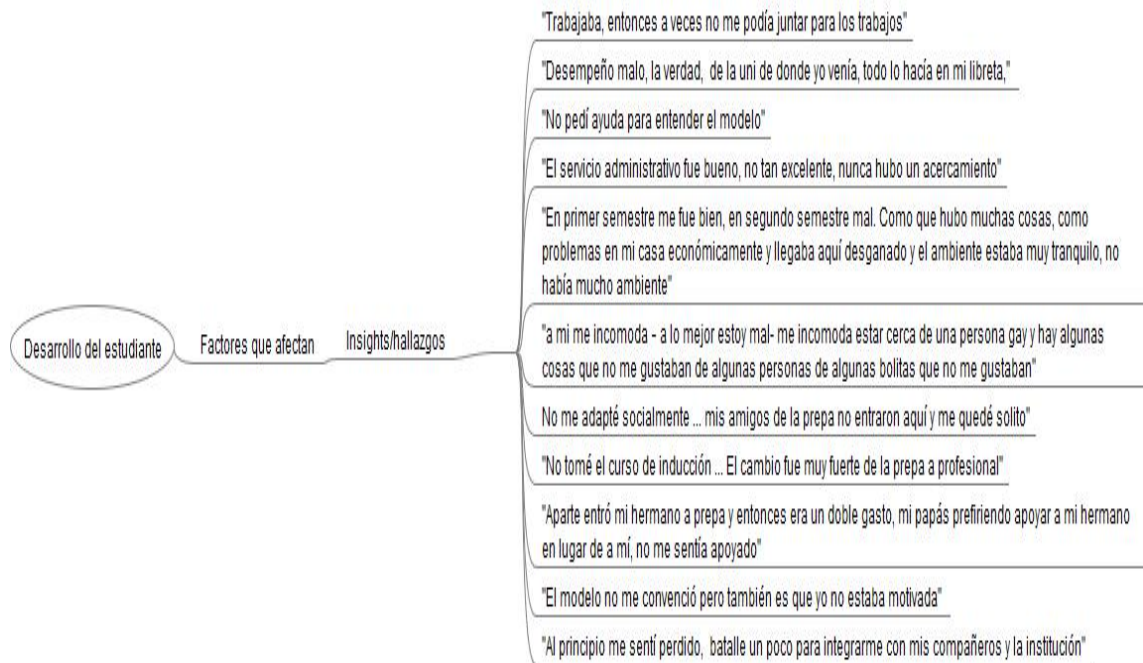 "Trabajaba, entonces a veces no me podía juntar para los trabajos"
"Desempeño malo, la verdad, de la uni de donde yo venía, todo lo hacía en mi libreta,"
"No pedí ayuda para entender el modelo"
"El servicio administrativo fue bueno, no tan excelente, nunca hubo un acercamiento"
"En primer semestre me fue bien, en segundo semestre mal. Como que hubo muchas cosas, como
problemas en mi casa económicamente y llegaba aquí desganado y el ambiente estaba muy tranquilo, no
había mucho ambiente"
Desarrollo del estudiante
Factores que afectan
Insights/hallazgos
"a mi me incomoda - a lo mejor estoy mal- me incomoda estar cerca de una persona gay y hay algunas
cosas que no me gustaban de algunas personas de algunas bolitas que no me gustaban"
No me adapté socialmente ... mis amigos de la prepa no entraron aquí y me quedé solito"
"No tomé el curso de inducción ... El cambio fue muy fuerte de la prepa a profesional"
"Aparte entró mi hermano a prepa y entonces era un doble gasto, mi papás prefiriendo apoyar a mi hermano
en lugar de a mí, no me sentía apoyado"
"El modelo no me convenció pero también es que yo no estaba motivada"
"Al principio me sentí perdido, batalle un poco para integrarme con mis compañeros y la institución"